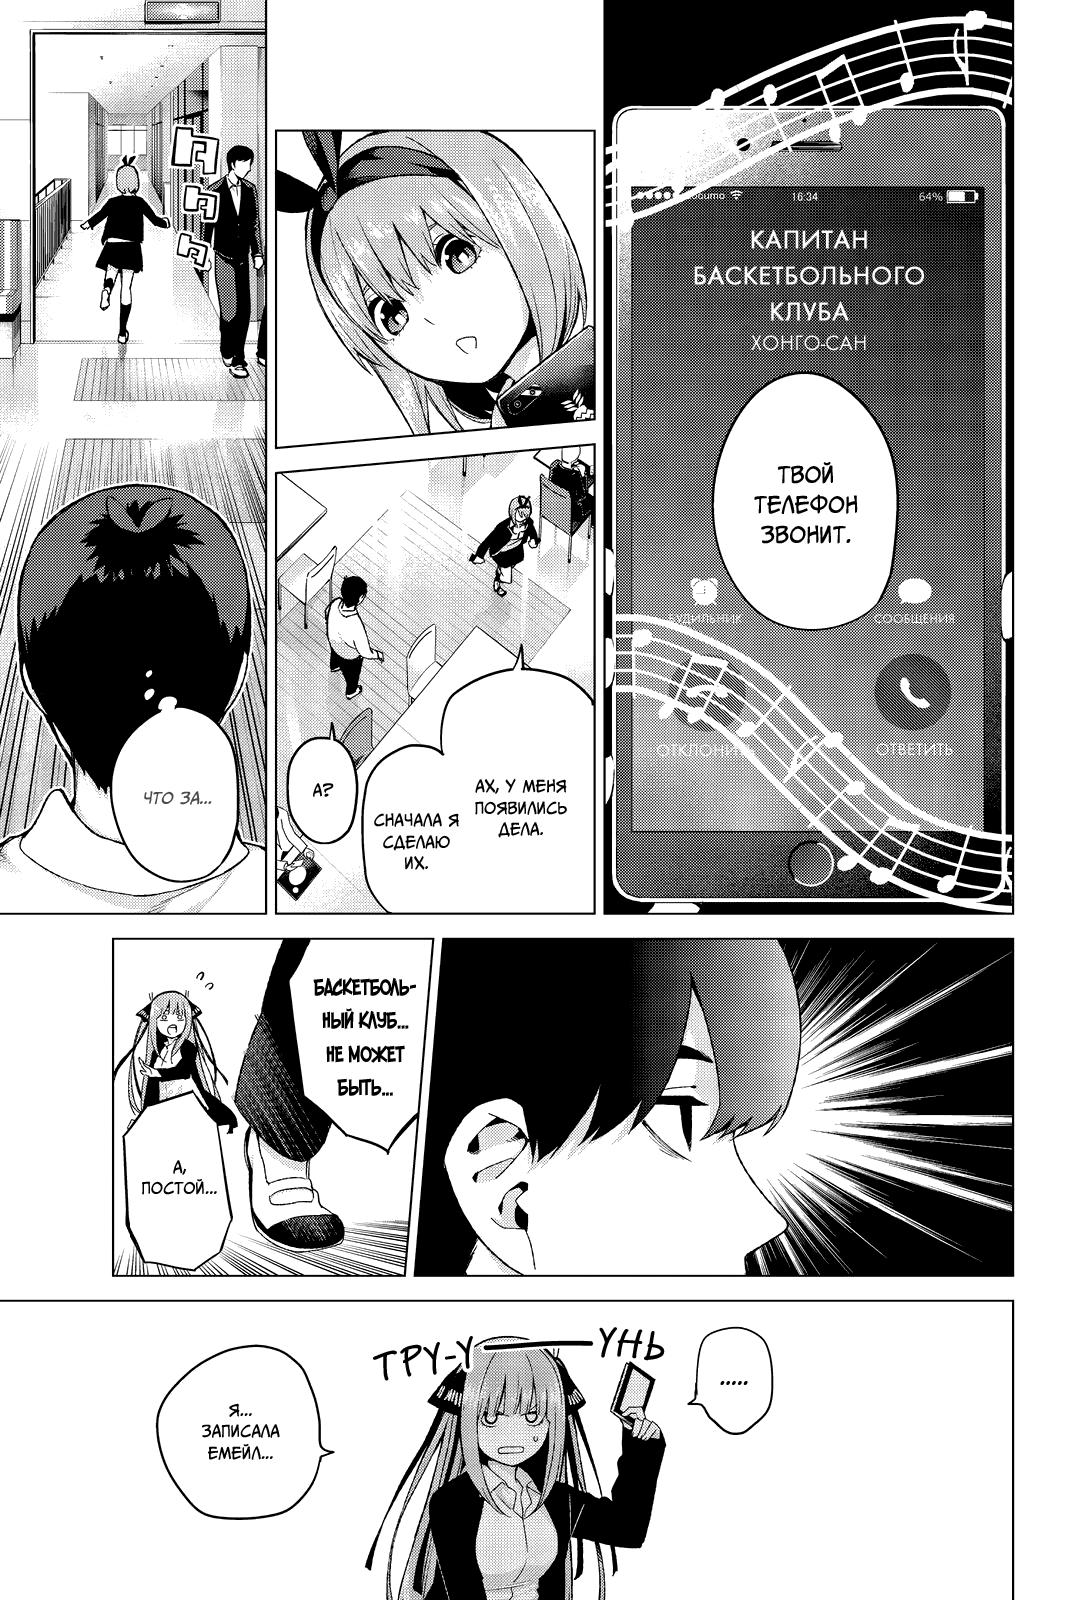 docomo
16:34
64%
КАПИТАН
БАСКЕТБОЛЬНОГО
КЛУБА
ХОНГО-САН
ТВОЙ
ТЕЛЕФОН
ЗВОНИТ.
СООБЩЕНИЯ
ОТКЛОНИТЬ
ОТВЕТИТЬ
АХ, У МЕНЯ
ПОЯВИЛИСЬ
ДЕЛА.
СНАЧАЛА Я
СДЕЛАЮ
ИХ.
А?
ЧТО ЗА...
БАСКЕТБОЛЬ-
НЫЙ КЛУБ...
НЕ МОЖЕТ
БЫТЬ...
А,
ПОСТОЙ...
.....
ТРУ-У
УНЬ
Я...
ЗАПИСАЛА
ЕМЕЙЛ...